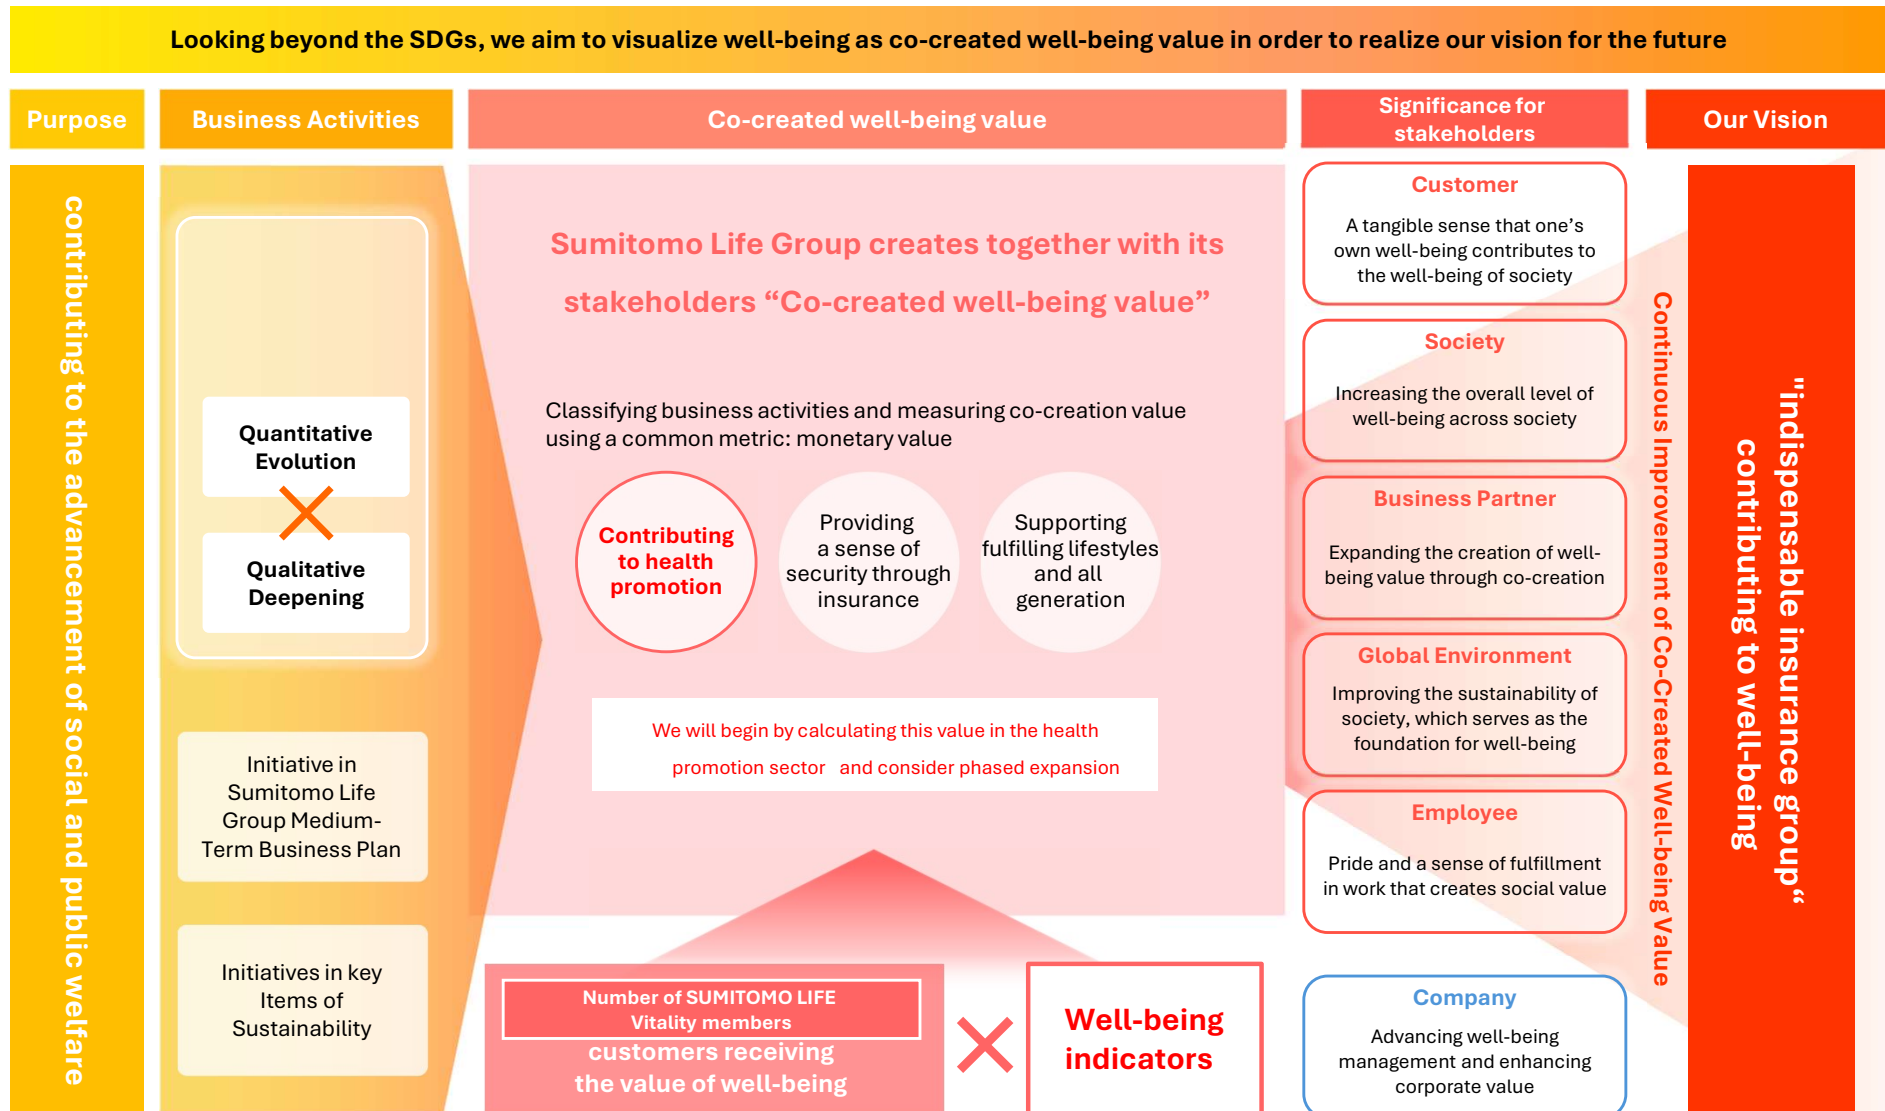 Looking beyond the SDGs, we aim to visualize well-being as co-created well-being value in order to realize our vision for the future
Purpose
Business Activities
Co-created well-being value
Significance for
stakeholders
Our Vision
contributing to the advancement of social and public welfare
Quantitative
Evolution
Qualitative
Deepening
Initiative in
Sumitomo Life
Group Medium-
Term Business Plan
Initiatives in key
Items of
Sustainability
Sumitomo Life Group creates together with its
stakeholders “Co-created well-being value”
Classifying business activities and measuring co-creation value
using a common metric: monetary value
Contributing
to health
promotion
Providing
a sense of
security through
insurance
Supporting
fulfilling lifestyles
and all
generation
We will begin by calculating this value in the health
promotion sector and consider phased expansion
Number of SUMITOMO LIFE
Vitality members
customers receiving
the value of well-being
Well-being
indicators
Customer
A tangible sense that one’s
own well-being contributes to
the well-being of society
Society
Increasing the overall level of
well-being across society
Business Partner
Expanding the creation of well-
being value through co-creation
Global Environment
Improving the sustainability of
society, which serves as the
foundation for well-being
Employee
Pride and a sense of fulfillment
in work that creates social value
Company
Advancing well-being
management and enhancing
corporate value
Continuous Improvement of Co-Created Well-being Value
"indispensable insurance group“
contributing to well-being